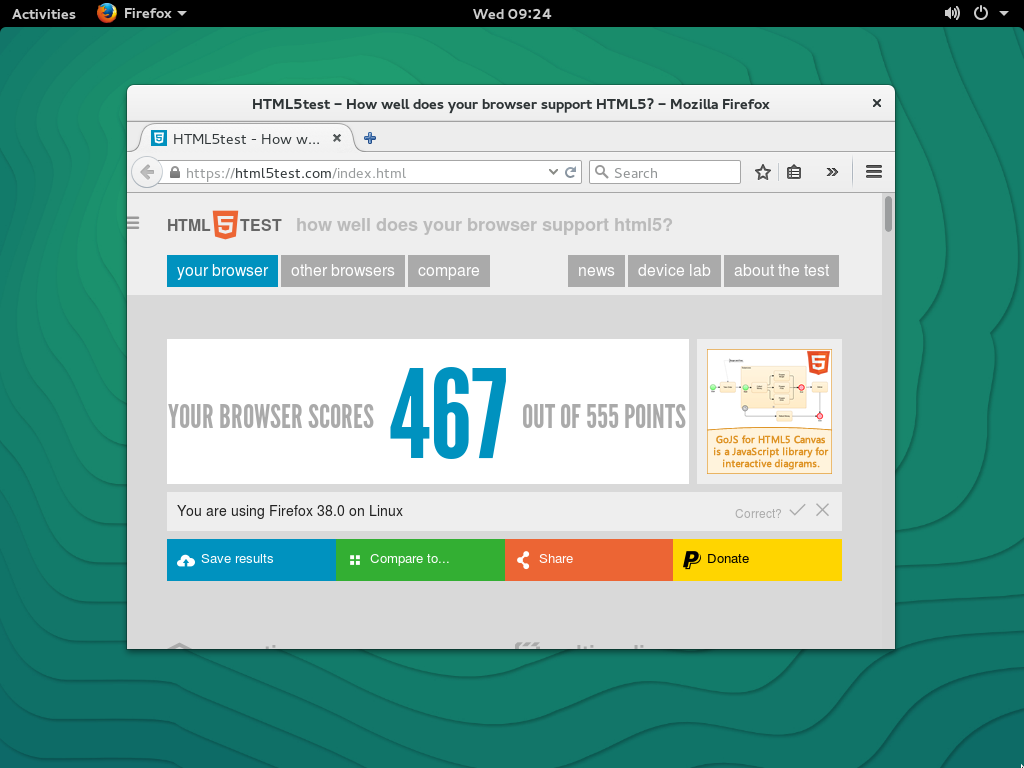 Activities Firefox Wed 09:24
HTML5test – How well does your browser support HTML5? – Mozilla Firefox
HTML5test - How w...
https://html5test.com/index.html Search
HTML 5 TEST how well does your browser support html5?
your browser other browsers compare news device lab about the test
YOUR BROWSER SCORES 467 OUT OF 555 POINTS
5
GoJS for HTML5 Canvas
is a JavaScript library for
interactive diagrams.
You are using Firefox 38.0 on Linux Correct?
Save results Compare to... Share Donate